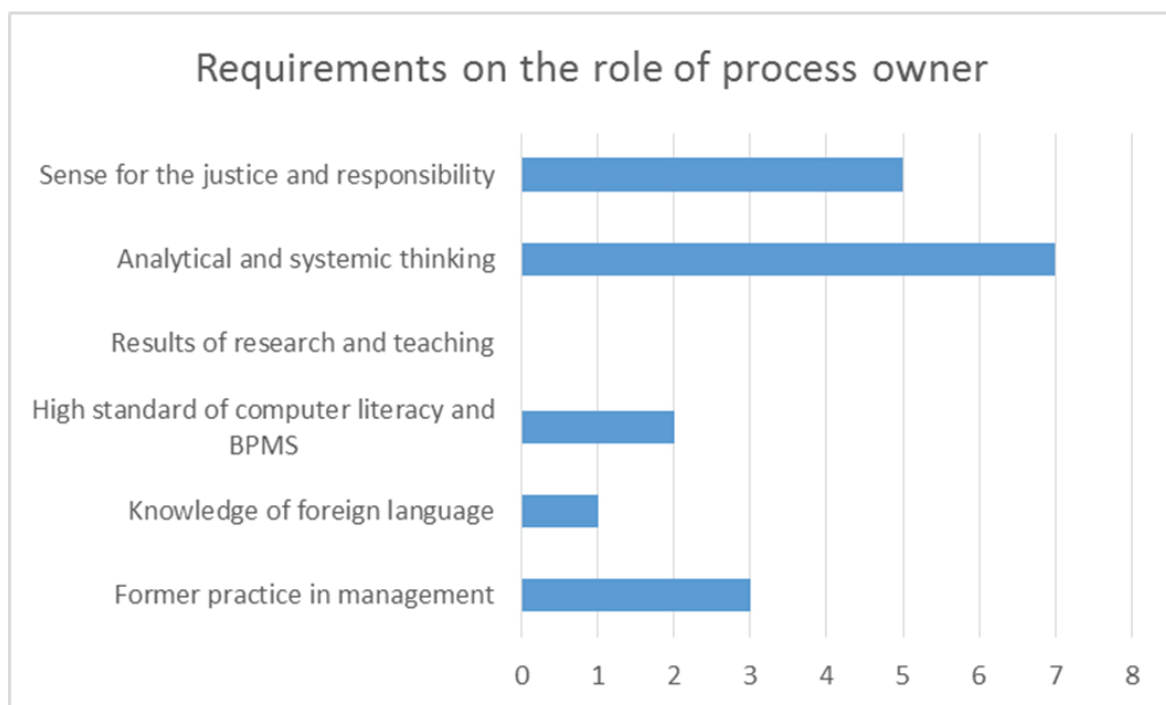 Requirements on the role of process owner
Sense for the justice and responsibility
Analytical and systemic thinking
Results of research and teaching
High standard of computer literacy and
BPMS
Knowledge of foreign language
Former practice in management
0 1 2 3 4 5 6 7 8